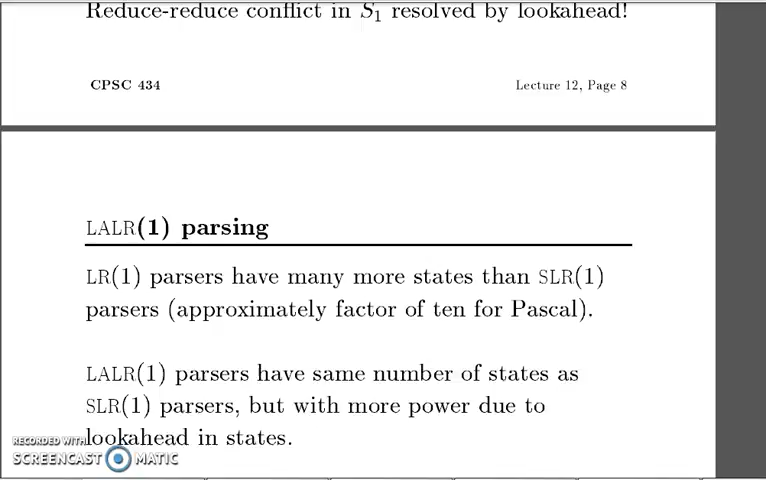 Reduce-reduce conflict in S1 resolved by lookahead!
CPSC 434
Lecture 12, Page 8
LALR(1) parsing
LR(1) parsers have many more states than SLR(1)
parsers (approximately factor of ten for Pascal).
LALR(1) parsers have same number of states as
SLR(1) parsers, but with more power due to
lookahead in states.
RECORDED WITH
SCREENCAST MATIC